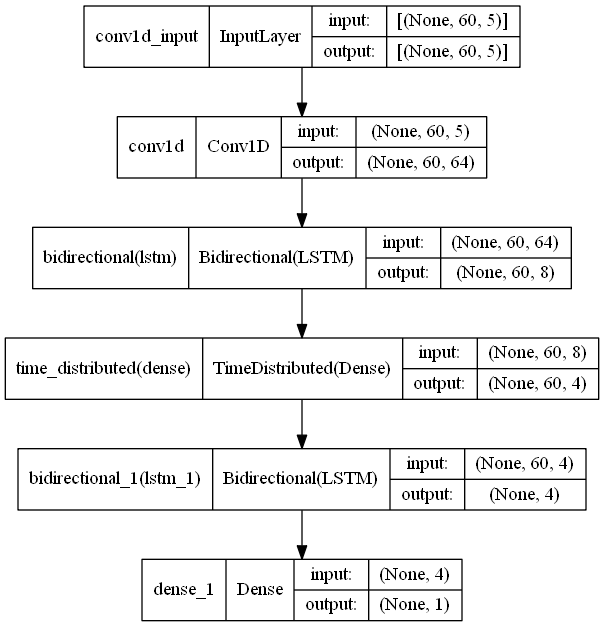 conv1d_input InputLayer input: [(None, 60, 5)]
output: [(None, 60, 5)]
conv1d Conv1D input: (None, 60, 5)
output: (None, 60, 64)
bidirectional(lstm) Bidirectional(LSTM) input: (None, 60, 64)
output: (None, 60, 8)
time_distributed(dense) TimeDistributed(Dense) input: (None, 60, 8)
output: (None, 60, 4)
bidirectional_1(lstm_1) Bidirectional(LSTM) input: (None, 60, 4)
output: (None, 4)
dense_1 Dense input: (None, 4)
output: (None, 1)